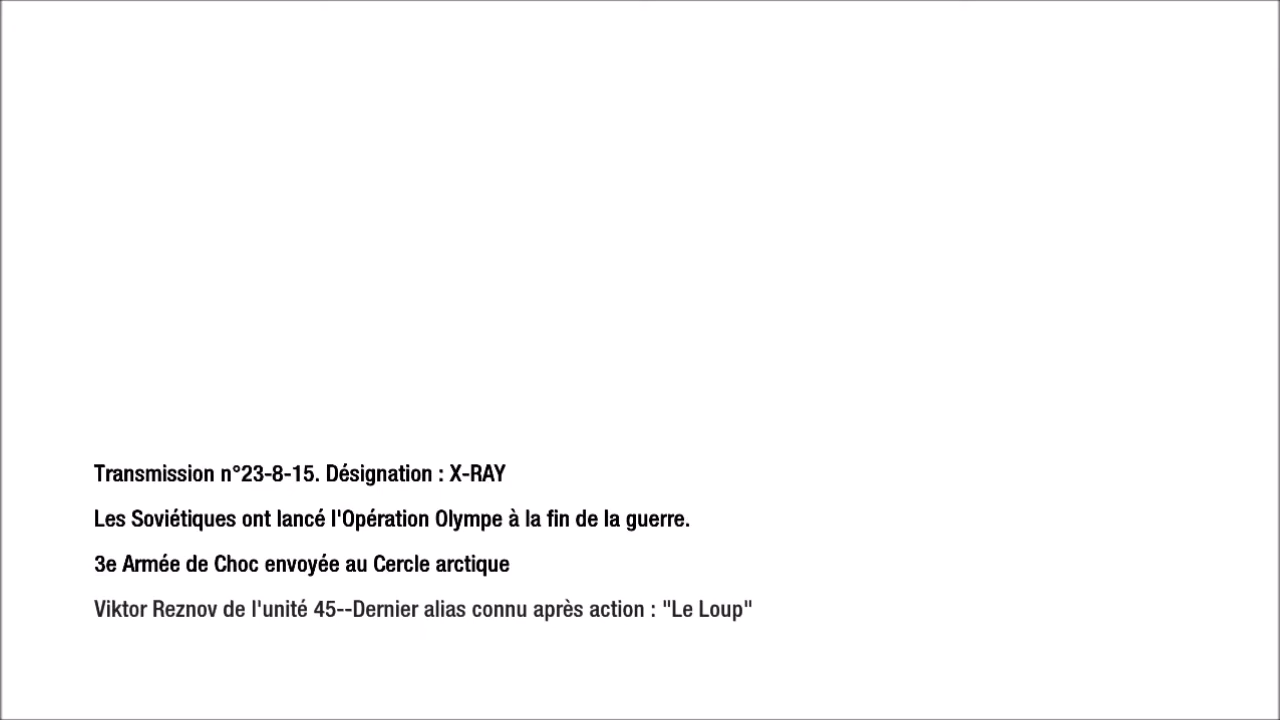 Transmission n°23-8-15. Désignation : X-RAY
Les Soviétiques ont lancé l'Opération Olympe à la fin de la guerre.
3e Armée de Choc envoyée au Cercle arctique
Viktor Reznov de l'unité 45--Dernier alias connu après action : "Le Loup"